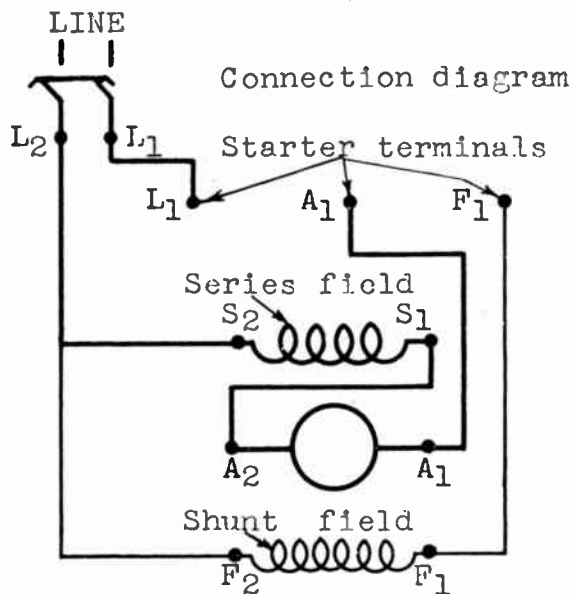 LINE
Connection diagram
L2 L1
Starter terminals
L1 A1 F1
Series field
S2 S1
A2 A1
Shunt field
F2 F1